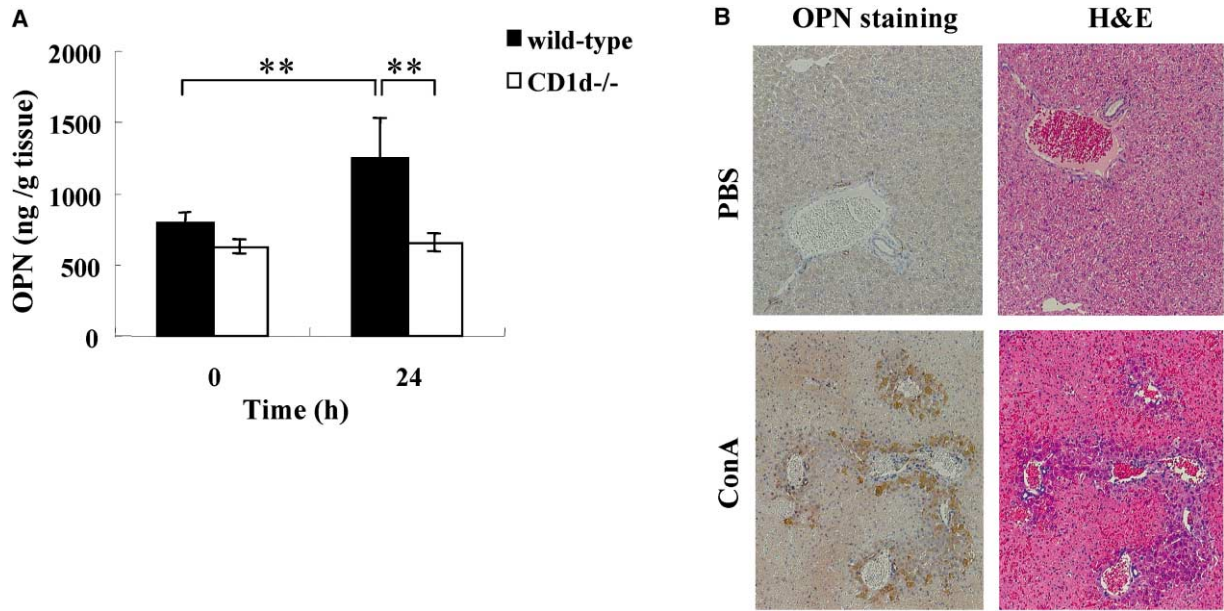 A
OPN (ng /g tissue)
2000
1500
1000
500
0
**
**
wild-type
CD1d-/-
0
24
Time (h)
B
OPN staining
H&E
PBS
ConA